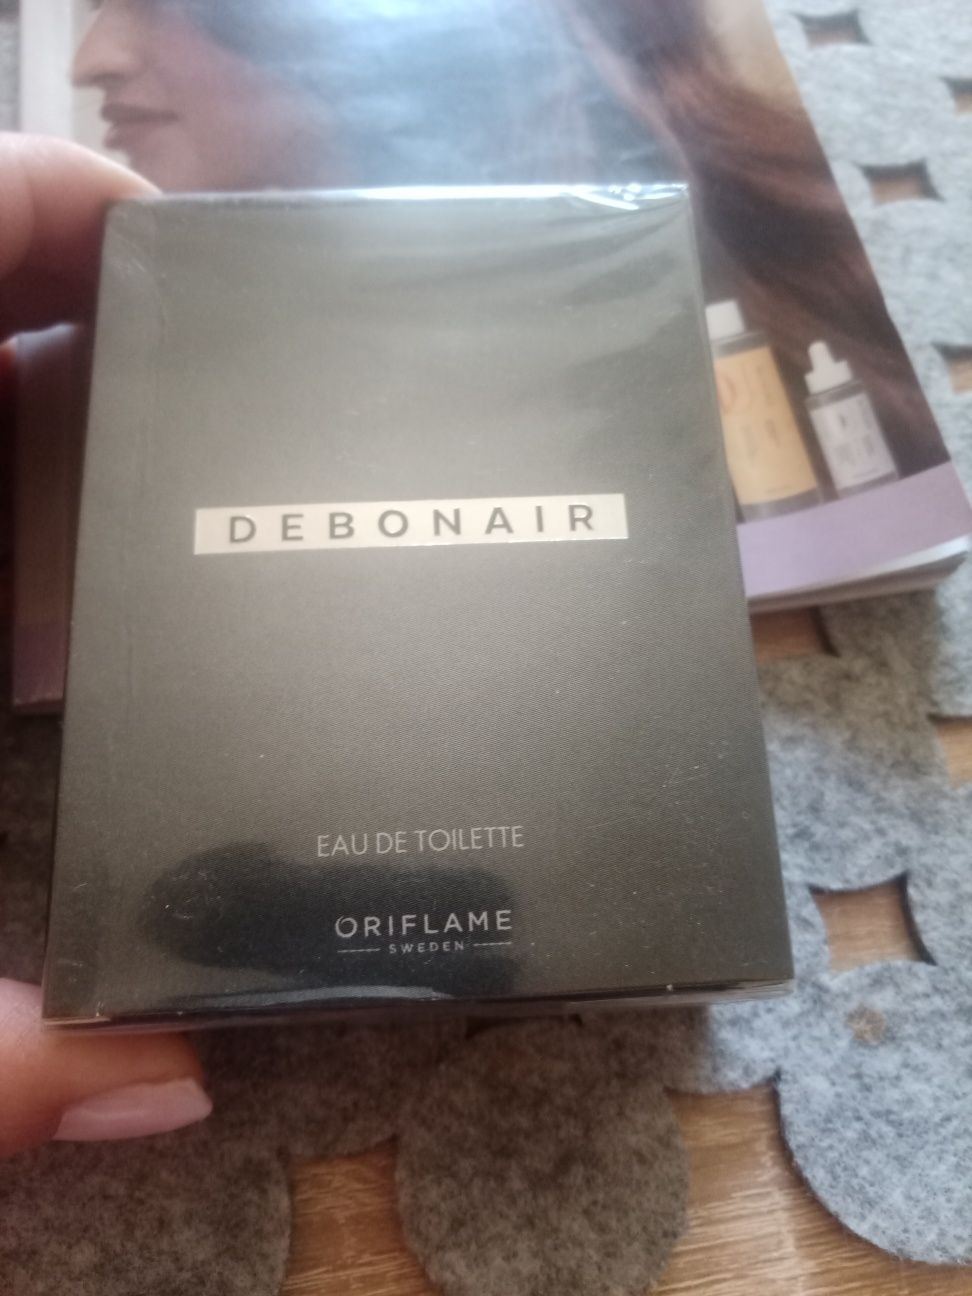 DEBONAIR
EAU DE TOILETTE
ORIFLAME
SWEDEN